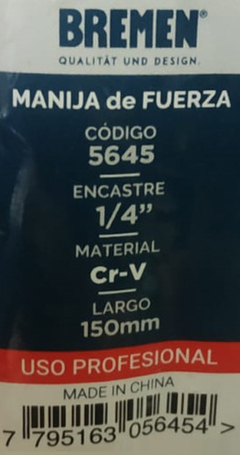 BREMEN®
QUALITÄT UND DESIGN.
MANIJA de FUERZA
CÓDIGO
5645
ENCASTRE
1/4”
MATERIAL
Cr-V
LARGO
150mm
USO PROFESIONAL
MADE IN CHINA
7 795163 056454 >